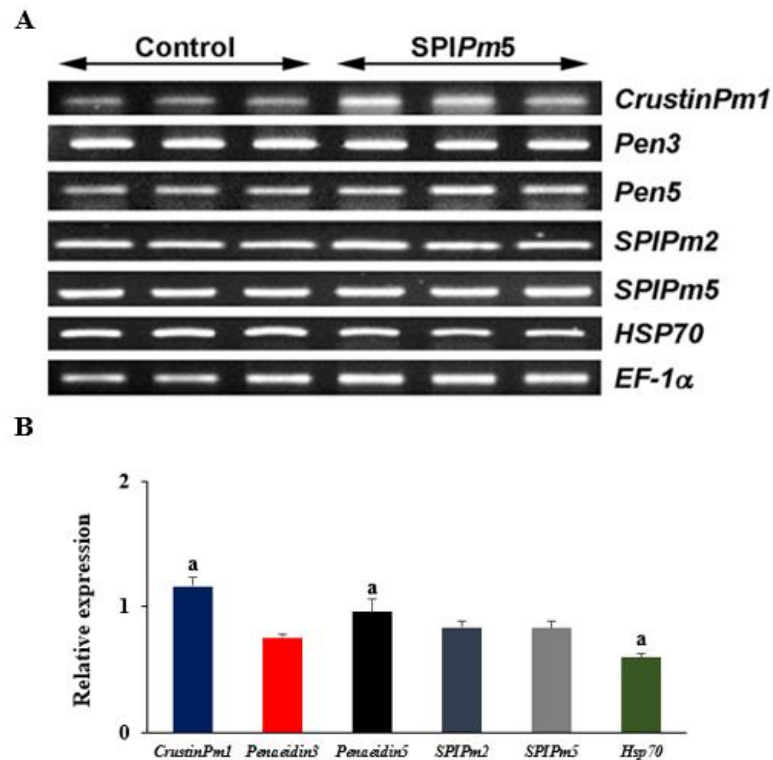 A
Control SPIPm5
CrustinPm1
Pen3
Pen5
SPIPm2
SPIPm5
HSP70
EF-1α
B
2
1
0
Relative expression
a a a
CrustinPm1 Penaeidin3 Penaeidin5 SPIPm2 SPIPm5 Hsp70